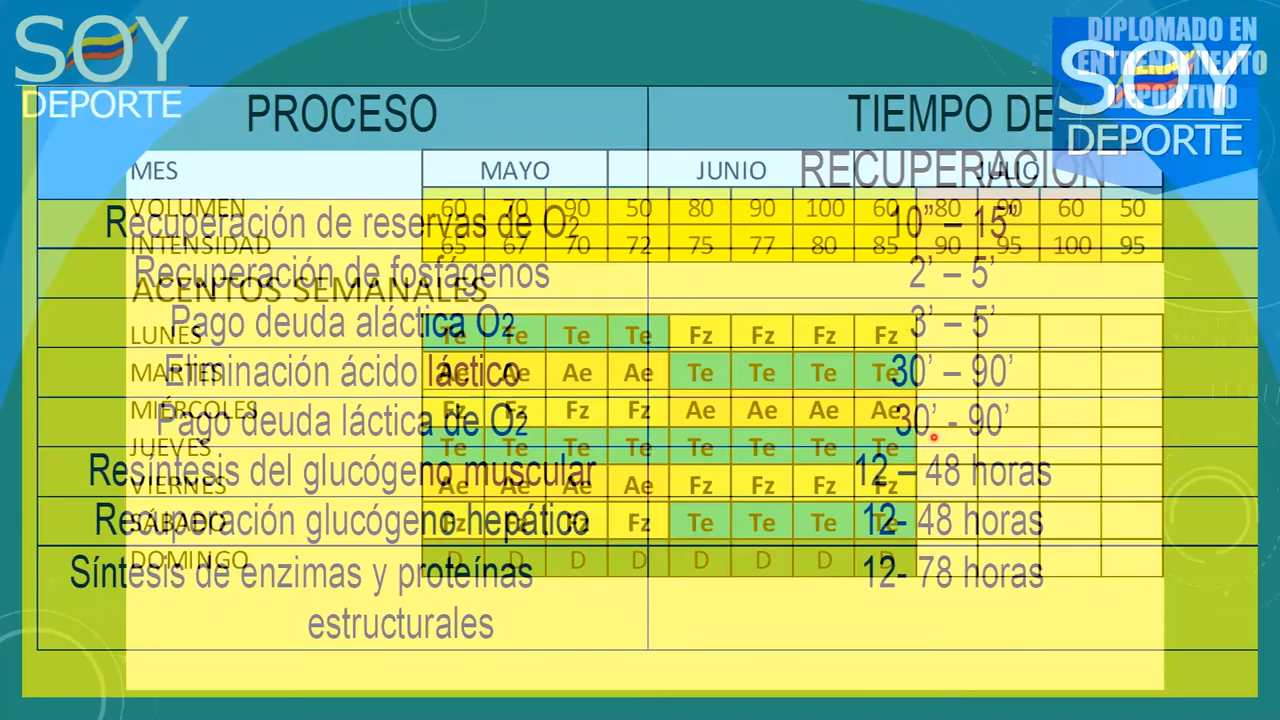 SOY
DEPORTE
DIPLOMADO EN
ENTRENAMIENTO
DEPORTIVO
SOY
DEPORTE
PROCESO TIEMPO DE
RECUPERACIÓN
Recuperación de reservas de O2 10” – 15”
Recuperación de fosfágenos 2’ – 5’
Pago deuda aláctica O2 3’ – 5’
Eliminación ácido láctico 30’ – 90’
Pago deuda láctica de O2 30’ - 90’
Resíntesis del glucógeno muscular 12 – 48 horas
Recuperación glucógeno hepático 12- 48 horas
Síntesis de enzimas y proteínas 12- 78 horas
estructurales
MES MAYO JUNIO JULIO
VOLUMEN 60 70 90 50 80 90 100 60 80 60 50
INTENSIDAD 65 67 70 72 75 77 80 85 90 95 100 95
ACENTOS SEMANALES
LUNES Te Te Te Te Fz Fz Fz Fz
MARTES Ae Ae Ae Ae Te Te Te Te
MIÉRCOLES Fz Fz Fz Fz Ae Ae Ae Ae
JUEVES Te Te Te Te Te Te Te Te
VIERNES Ae Ae Ae Ae Fz Fz Fz Fz
SÁBADO Fz Fz Fz Fz Te Te Te Te
DOMINGO D D D D D D D D